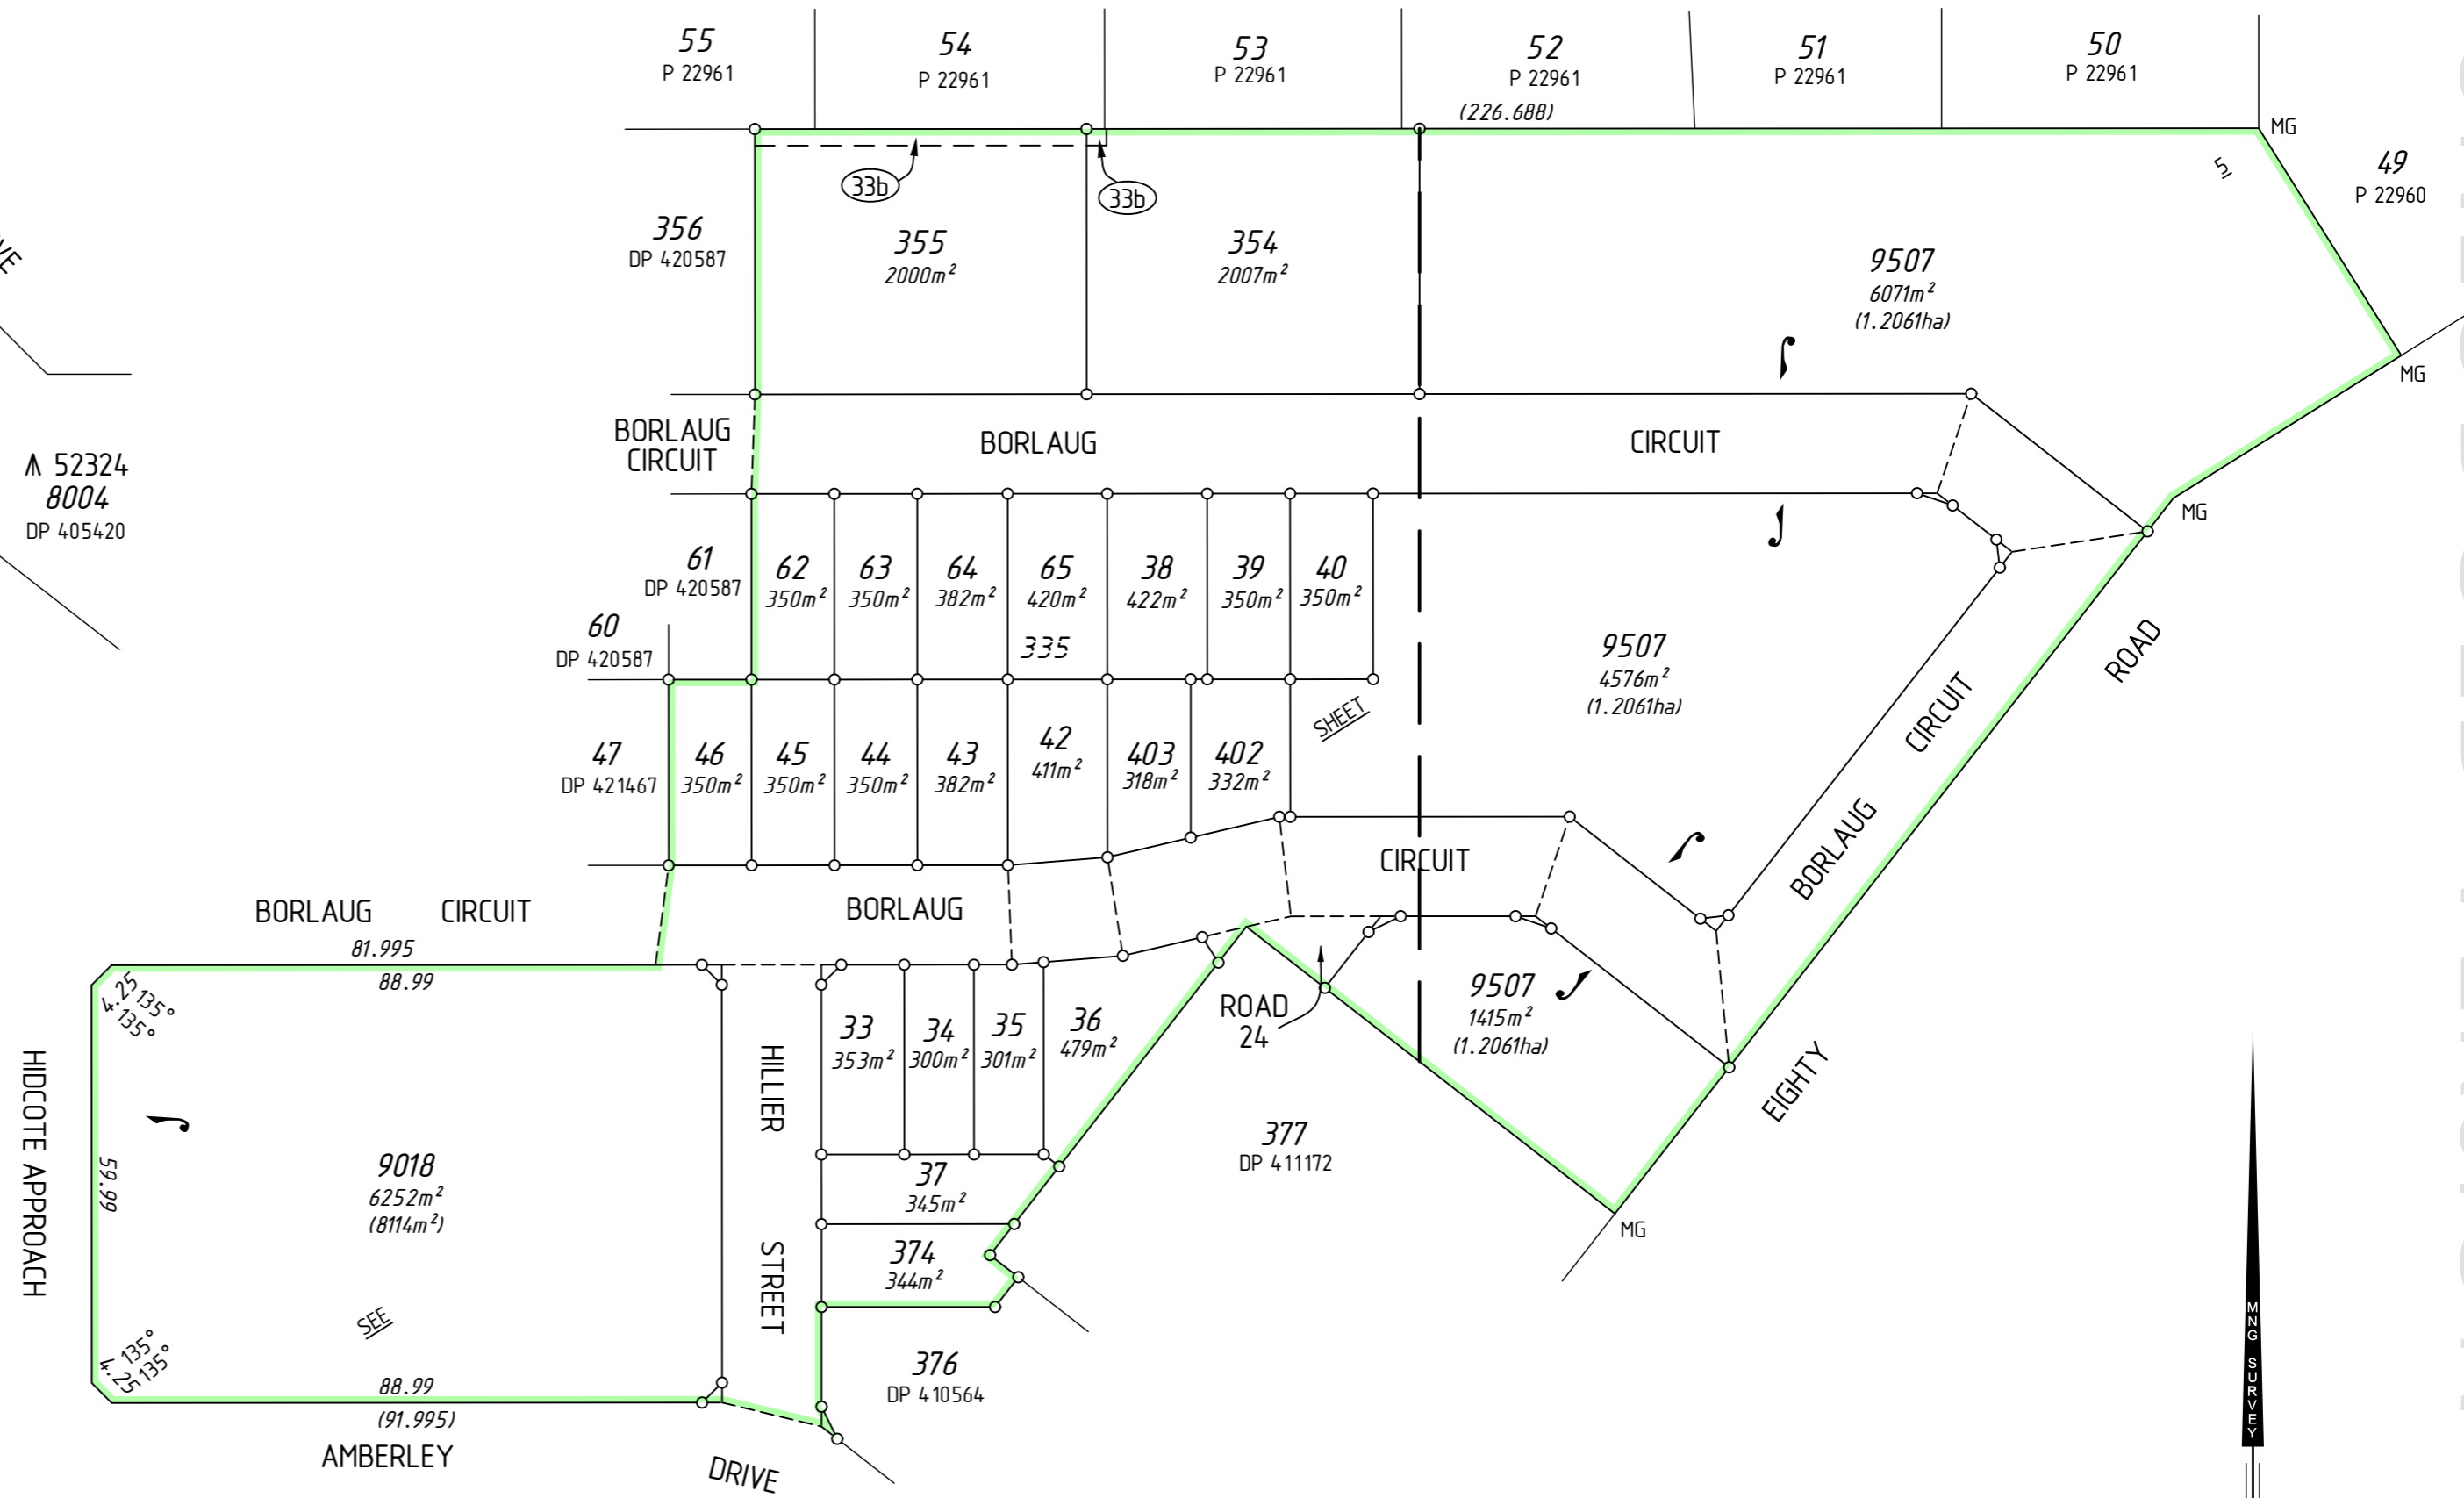 55
P 22961
54
P 22961
53
P 22961
52
P 22961
51
P 22961
50
P 22961
(226.688)
MG
49
P 22960
5
33b
33b
356
DP 420587
355
2000m²
354
2007m²
9507
6071m²
(1.2061ha)
MG
BORLAUG
CIRCUIT
BORLAUG
CIRCUIT
52324
8004
DP 405420
MG
61
DP 420587
62
350m²
63
350m²
64
382m²
65
420m²
38
422m²
39
350m²
40
350m²
335
60
DP 420587
9507
4576m²
(1.2061ha)
ROAD
SHEET
CIRCUIT
47
DP 421467
46
350m²
45
350m²
44
350m²
43
382m²
42
411m²
403
318m²
402
332m²
BORLAUG
CIRCUIT
BORLAUG CIRCUIT
BORLAUG
81.995
88.99
4.25
135°
4
135°
ROAD
24
9507
1415m²
(1.2061ha)
33
353m²
34
300m²
35
301m²
36
479m²
HILLIER
EIGHTY
HIDCOTE APPROACH
59.99
9018
6252m²
(8114m²)
377
DP 411172
37
345m²
MG
STREET
374
344m²
SEE
135°
4
135°
4.25
88.99
(91.995)
376
DP 410564
AMBERLEY
DRIVE
MNG SURVEY